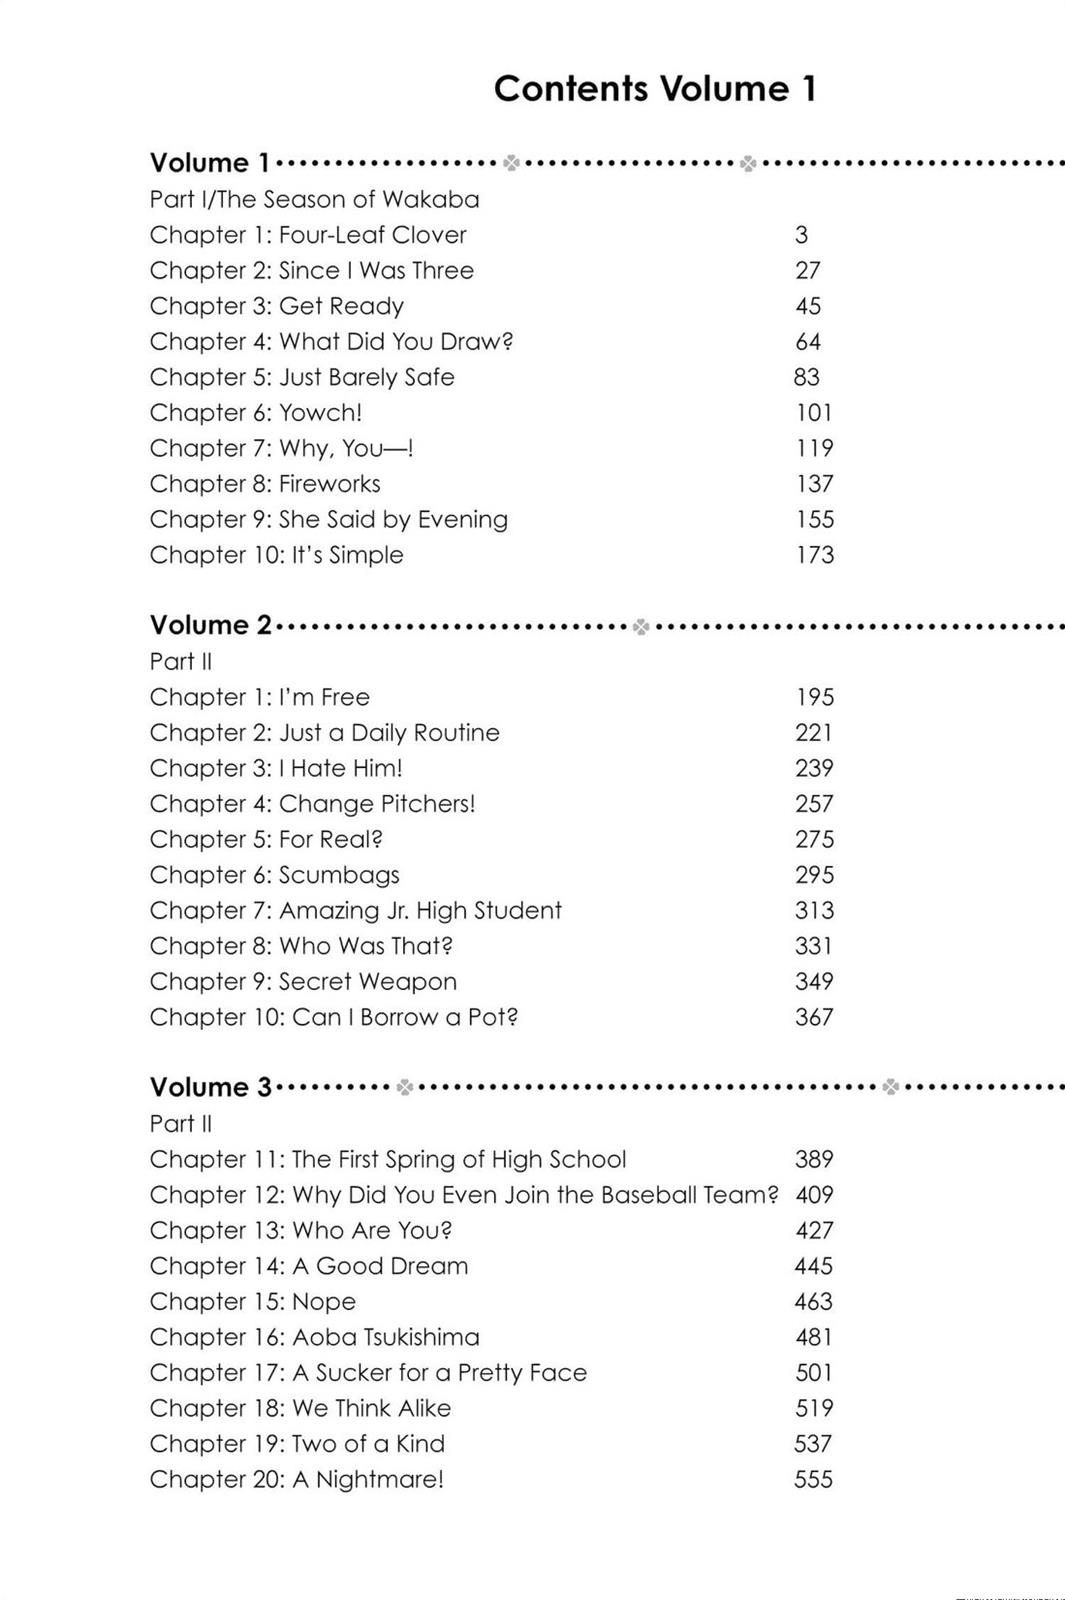 Contents Volume 1
Volume 1
Part I/The Season of Wakaba
Chapter 1: Four-Leaf Clover 3
Chapter 2: Since I Was Three 27
Chapter 3: Get Ready 45
Chapter 4: What Did You Draw? 64
Chapter 5: Just Barely Safe 83
Chapter 6: Yowch! 101
Chapter 7: Why, You—! 119
Chapter 8: Fireworks 137
Chapter 9: She Said by Evening 155
Chapter 10: It's Simple 173
Volume 2
Part II
Chapter 1: I'm Free 195
Chapter 2: Just a Daily Routine 221
Chapter 3: I Hate Him! 239
Chapter 4: Change Pitchers! 257
Chapter 5: For Real? 275
Chapter 6: Scumbags 295
Chapter 7: Amazing Jr. High Student 313
Chapter 8: Who Was That? 331
Chapter 9: Secret Weapon 349
Chapter 10: Can I Borrow a Pot? 367
Volume 3
Part II
Chapter 11: The First Spring of High School 389
Chapter 12: Why Did You Even Join the Baseball Team? 409
Chapter 13: Who Are You? 427
Chapter 14: A Good Dream 445
Chapter 15: Nope 463
Chapter 16: Aoba Tsukishima 481
Chapter 17: A Sucker for a Pretty Face 501
Chapter 18: We Think Alike 519
Chapter 19: Two of a Kind 537
Chapter 20: A Nightmare! 555